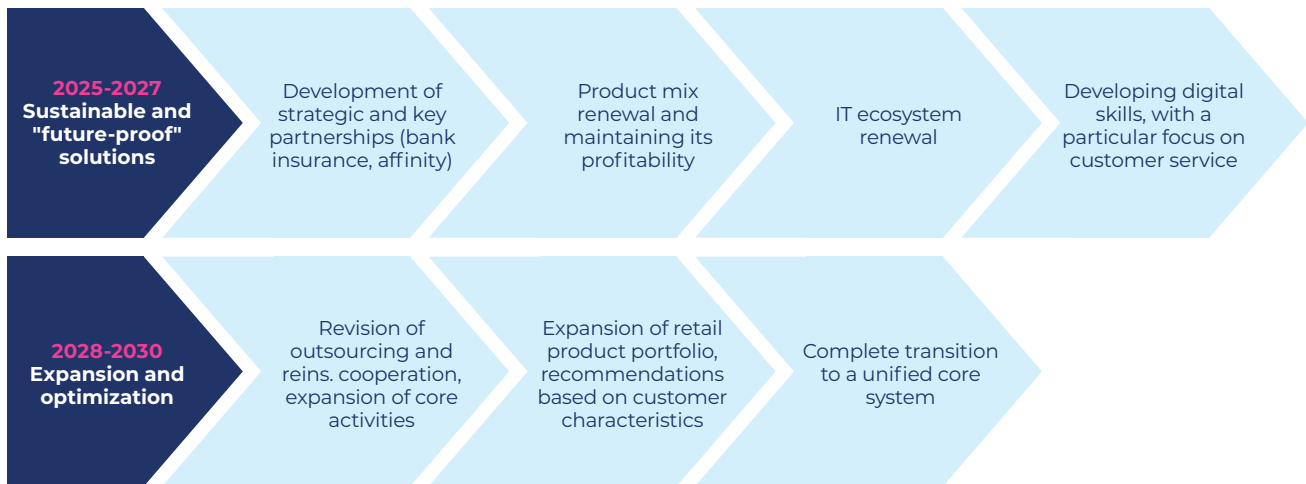 2025-2027
Sustainable and
"future-proof"
solutions
Development of
strategic and key
partnerships (bank
insurance, affinity)
Product mix
renewal and
maintaining its
profitability
IT ecosystem
renewal
Developing digital
skills, with a
particular focus on
customer service
2028-2030
Expansion and
optimization
Revision of
outsourcing and
reins. cooperation,
expansion of core
activities
Expansion of retail
product portfolio,
recommendations
based on customer
characteristics
Complete transition
to a unified core
system